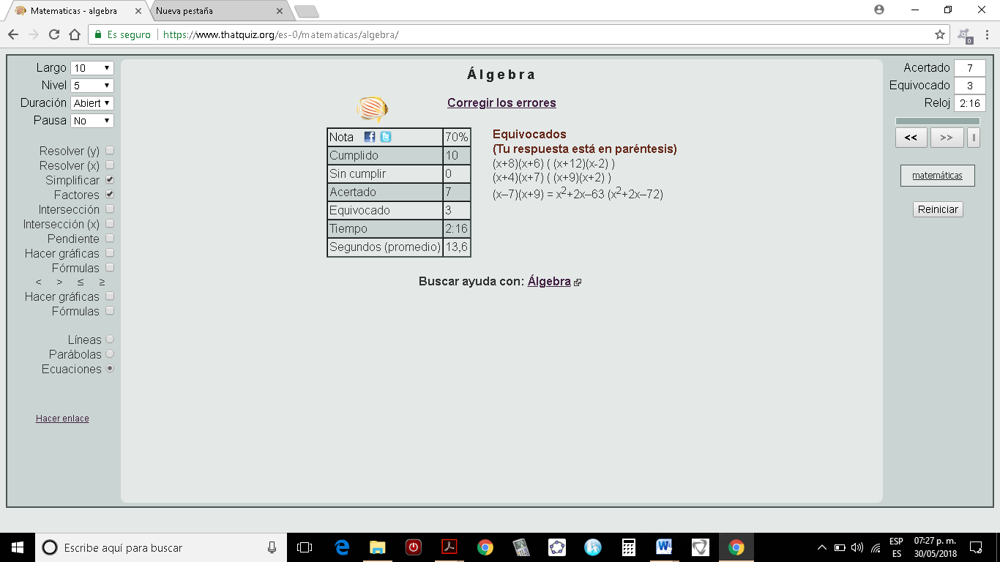 Matematicas - algebra
Nueva pestaña
Es seguro https://www.thatquiz.org/es-0/matematicas/algebra/
0
Largo 10
Nivel 5
Duración Abiert
Pausa No
Resolver (y)
Resolver (x)
Simplificar
Factores
Intersección
Intersección (x)
Pendiente
Hacer gráficas
Fórmulas
< > ≤ ≥
Hacer gráficas
Fórmulas
Líneas
Parábolas
Ecuaciones
Hacer enlace
Álgebra
Corregir los errores
Nota 70%
Cumplido 10
Sin cumplir 0
Acertado 7
Equivocado 3
Tiempo 2:16
Segundos (promedio) 13,6
Equivocados
(Tu respuesta está en paréntesis)
(x+8)(x+6) ( (x+12)(x-2) )
(x+4)(x+7) ( (x+9)(x+2) )
(x–7)(x+9) = x²+2x–63 (x²+2x–72)
Buscar ayuda con: Álgebra
Acertado 7
Equivocado 3
Reloj 2:16
<< >> |
matemáticas
Reiniciar
Escribe aquí para buscar
ESP
ES
07:27 p. m.
30/05/2018